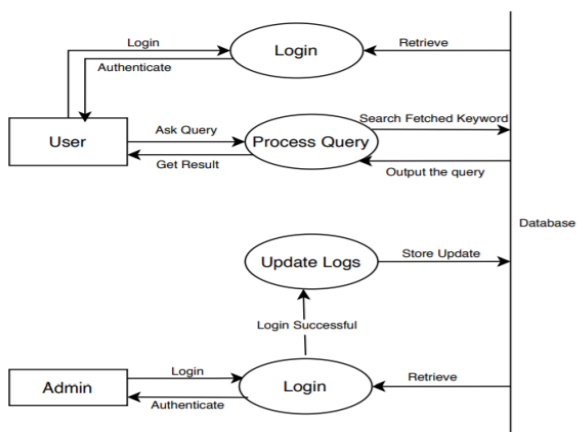 Login
Login
Retrieve
Authenticate
User
Ask Query
Process Query
Search Fetched Keyword
Get Result
Output the query
Database
Update Logs
Store Update
Login Successful
Admin
Login
Login
Retrieve
Authenticate